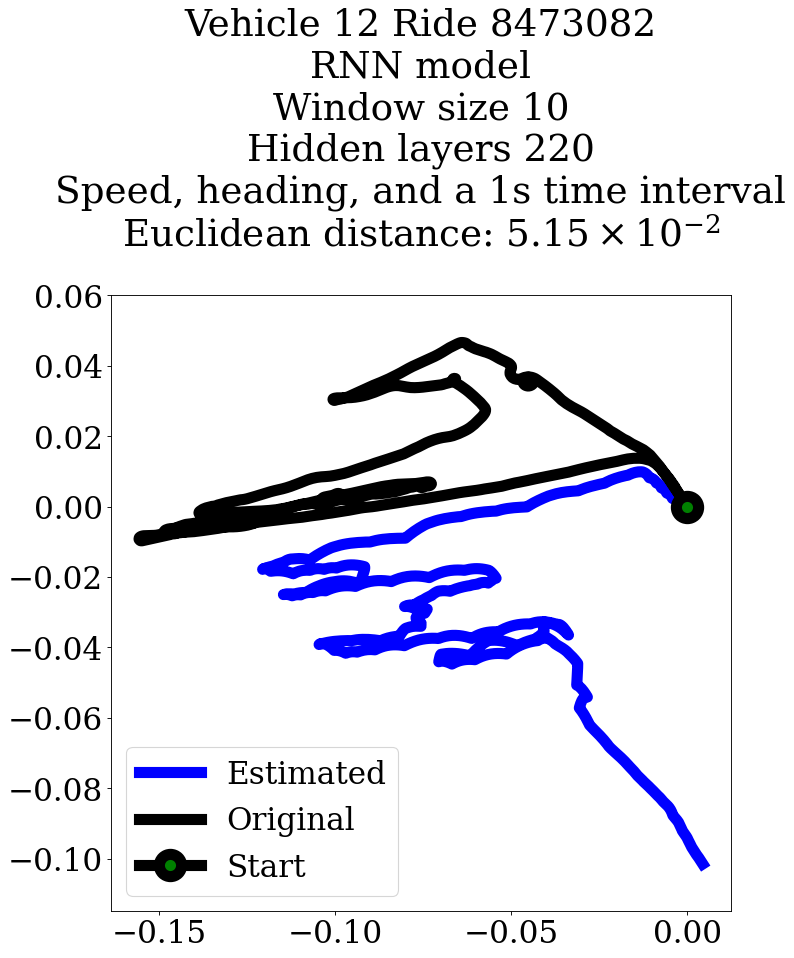 Vehicle 12 Ride 8473082
RNN model
Window size 10
Hidden layers 220
Speed, heading, and a 1s time interval
Euclidean distance: 5.15 × 10⁻²
0.06
0.04
0.02
0.00
−0.02
−0.04
−0.06
−0.08
−0.10
Estimated
Original
Start
−0.15 −0.10 −0.05 0.00